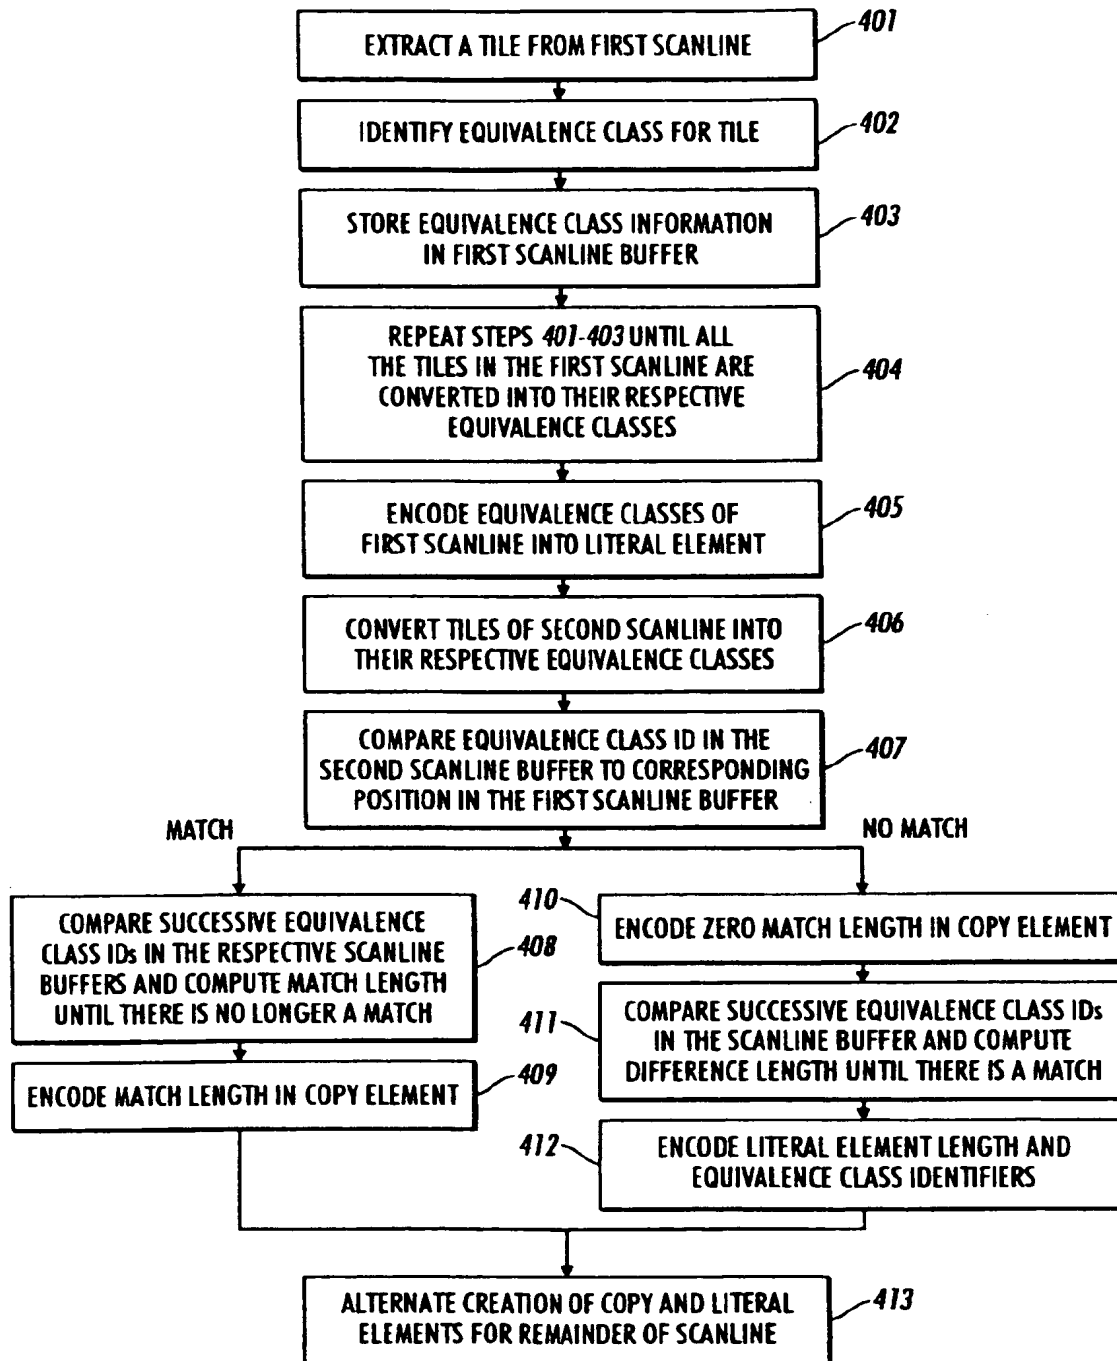 EXTRACT A TILE FROM FIRST SCANLINE
401
IDENTIFY EQUIVALENCE CLASS FOR TILE
402
STORE EQUIVALENCE CLASS INFORMATION
IN FIRST SCANLINE BUFFER
403
REPEAT STEPS 401-403 UNTIL ALL
THE TILES IN THE FIRST SCANLINE ARE
CONVERTED INTO THEIR RESPECTIVE
EQUIVALENCE CLASSES
404
ENCODE EQUIVALENCE CLASSES OF
FIRST SCANLINE INTO LITERAL ELEMENT
405
CONVERT TILES OF SECOND SCANLINE INTO
THEIR RESPECTIVE EQUIVALENCE CLASSES
406
COMPARE EQUIVALENCE CLASS ID IN THE
SECOND SCANLINE BUFFER TO CORRESPONDING
POSITION IN THE FIRST SCANLINE BUFFER
407
MATCH
NO MATCH
COMPARE SUCCESSIVE EQUIVALENCE
CLASS IDs IN THE RESPECTIVE SCANLINE
BUFFERS AND COMPUTE MATCH LENGTH
UNTIL THERE IS NO LONGER A MATCH
408
ENCODE MATCH LENGTH IN COPY ELEMENT
409
410
ENCODE ZERO MATCH LENGTH IN COPY ELEMENT
411
COMPARE SUCCESSIVE EQUIVALENCE CLASS IDs
IN THE SCANLINE BUFFER AND COMPUTE
DIFFERENCE LENGTH UNTIL THERE IS A MATCH
412
ENCODE LITERAL ELEMENT LENGTH AND
EQUIVALENCE CLASS IDENTIFIERS
ALTERNATE CREATION OF COPY AND LITERAL
ELEMENTS FOR REMAINDER OF SCANLINE
413